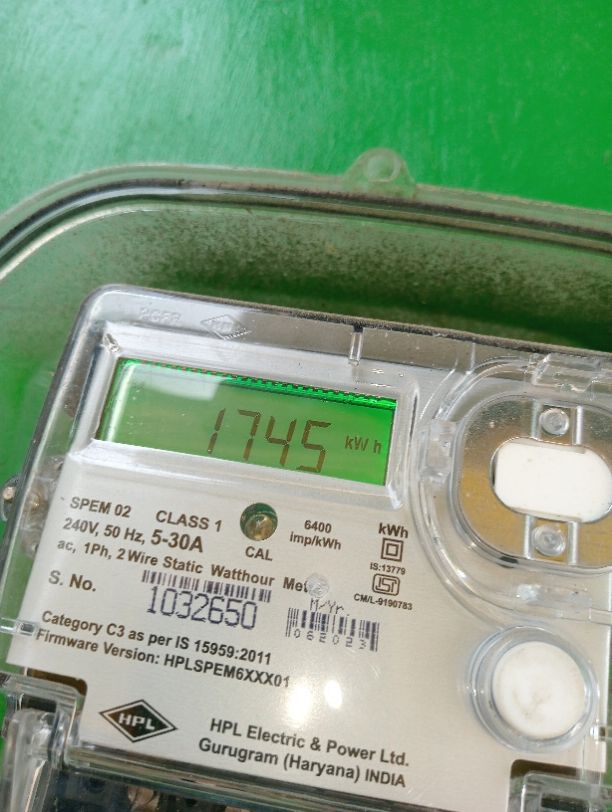 1745 kWh
SPEM 02 CLASS 1
240V, 50 Hz, 5-30A
ac, 1Ph, 2 Wire Static Watthour
CAL
6400
imp/kWh
kWh
IS:13779
ISI
CM/L-9190783
S. No.
1032650
M/Yr.
Category C3 as per IS 15959:2011
Firmware Version: HPLSPEM6XXX01
HPL
HPL Electric & Power Ltd.
Gurugram (Haryana) INDIA